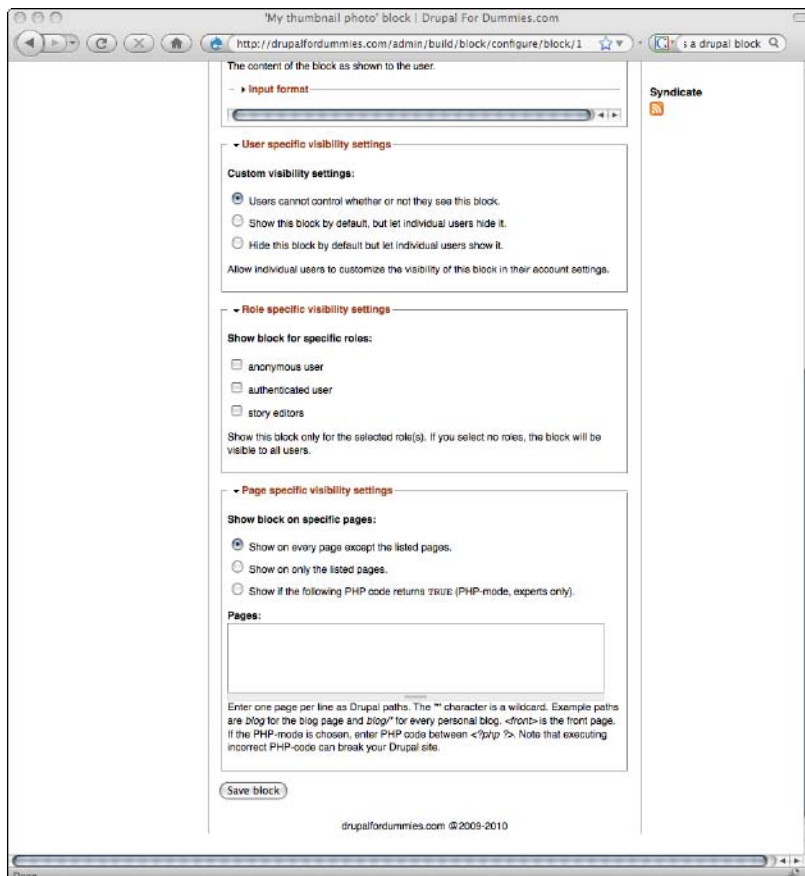 'My thumbnail photo' block | Drupal For Dummies.com
http://drupalfordummies.com/admin/build/block/configure/block/1
s a drupal block
The content of the block as shown to the user.
Input format
Syndicate
User specific visibility settings
Custom visibility settings:
Users cannot control whether or not they see this block.
Show this block by default, but let individual users hide it.
Hide this block by default but let individual users show it.
Allow individual users to customize the visibility of this block in their account settings.
Role specific visibility settings
Show block for specific roles:
anonymous user
authenticated user
story editors
Show this block only for the selected role(s). If you select no roles, the block will be
visible to all users.
Page specific visibility settings
Show block on specific pages:
Show on every page except the listed pages.
Show on only the listed pages.
Show if the following PHP code returns TRUE (PHP-mode, experts only).
Pages:
Enter one page per line as Drupal paths. The '*' character is a wildcard. Example paths
are blog for the blog page and blog/* for every personal blog. <front> is the front page.
If the PHP-mode is chosen, enter PHP code between <?php ?>. Note that executing
incorrect PHP-code can break your Drupal site.
Save block
drupalfordummies.com @2009-2010
Done